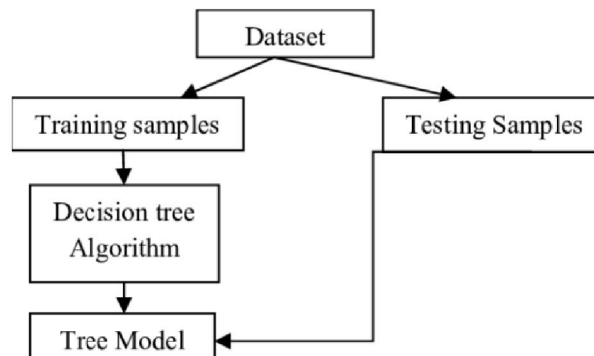 Dataset
Training samples
Testing Samples
Decision tree
Algorithm
Tree Model